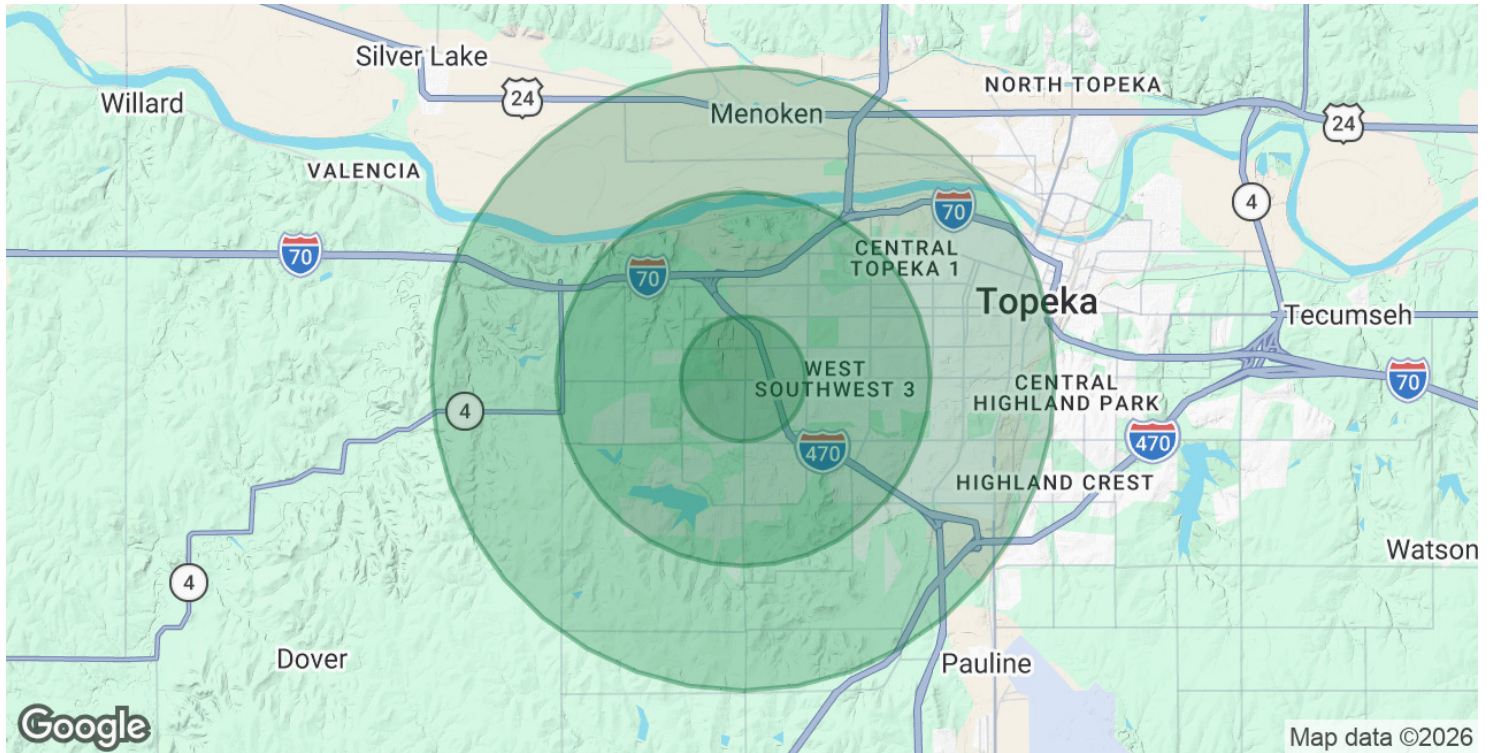 Silver Lake
Willard
24
Menoken
NORTH TOPEKA
24
VALENCIA
4
70
70
CENTRAL
TOPEKA 1
70
Topeka
Tecumseh
WEST
SOUTHWEST 3
CENTRAL
HIGHLAND PARK
70
4
470
470
HIGHLAND CREST
Watson
4
Dover
Pauline
Google
Map data ©2026